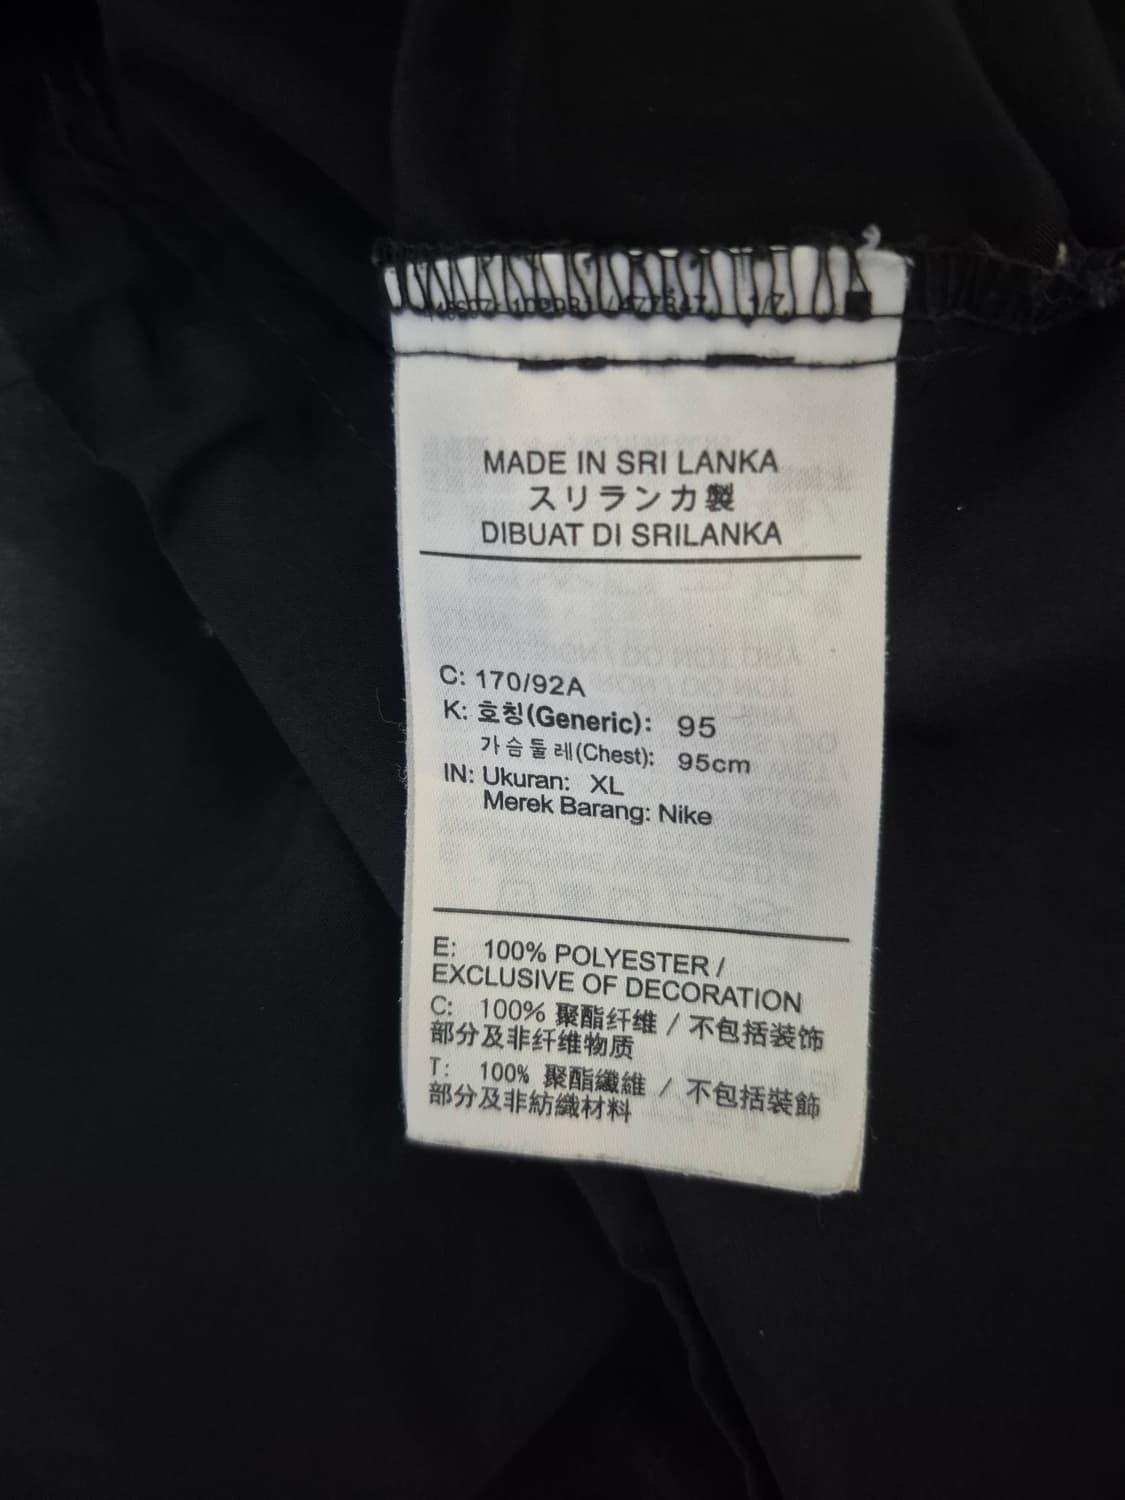 MADE IN SRI LANKA
スリランカ製
DIBUAT DI SRILANKA
C: 170/92A
K: 호칭(Generic): 95
가슴둘레(Chest): 95cm
IN: Ukuran: XL
Merek Barang: Nike
E: 100% POLYESTER /
EXCLUSIVE OF DECORATION
C: 100% 聚酯纤维 / 不包括装饰
部分及非纤维物质
T: 100% 聚酯纖維 / 不包括裝飾
部分及非紡織材料